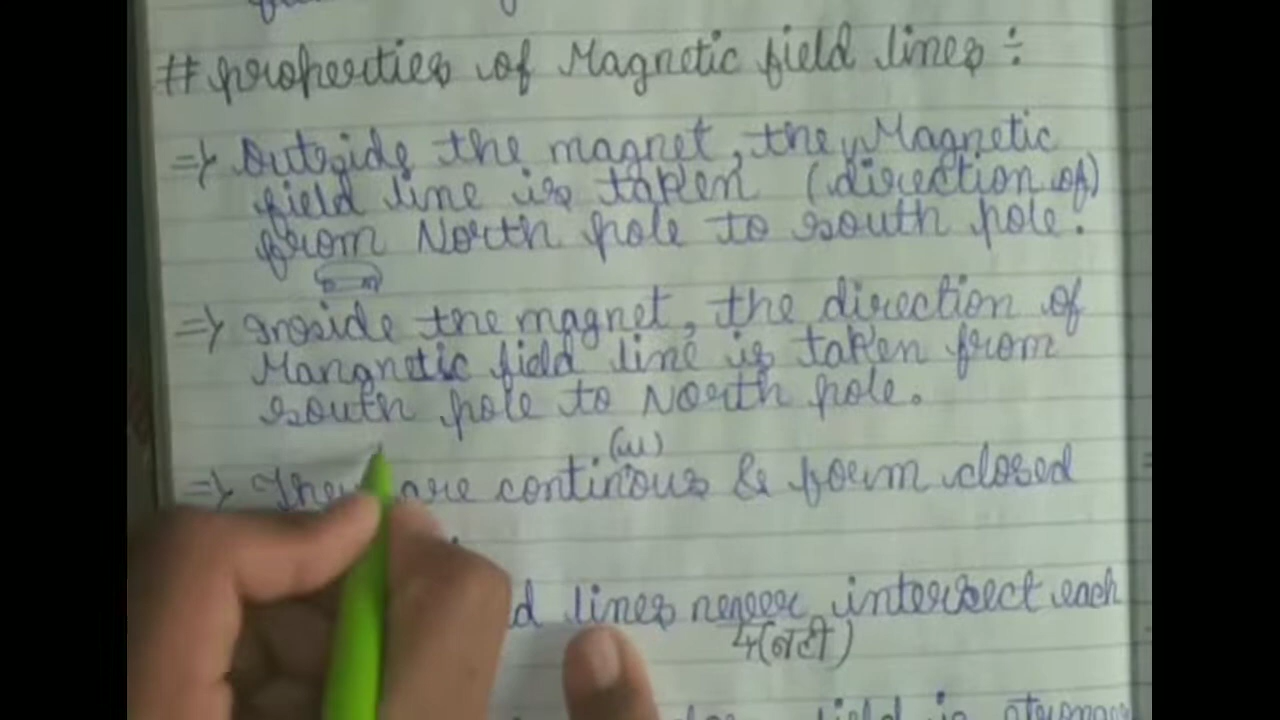 # properties of Magnetic field lines ÷
=> Outside the magnet, the Magnetic
field line is taken (direction of)
from North pole to south pole.
=> Inside the magnet, the direction of
Mangnetic field line is taken from
south pole to North pole.
(u)
=> They are continous & form closed
d lines never intersect each
(नही)
field is